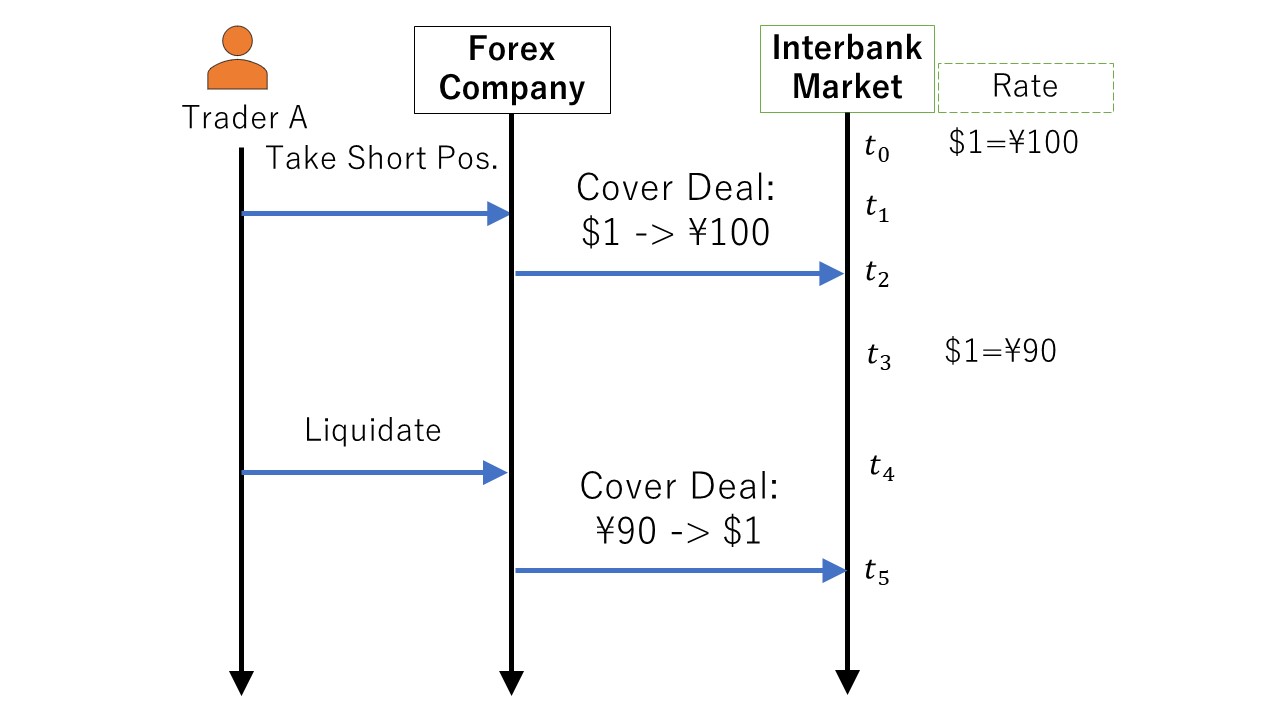 Forex
Company
Interbank
Market
Rate
Trader A
t0
$1=¥100
Take Short Pos.
Cover Deal:
$1 -> ¥100
t1
t2
t3
$1=¥90
Liquidate
t4
Cover Deal:
¥90 -> $1
t5